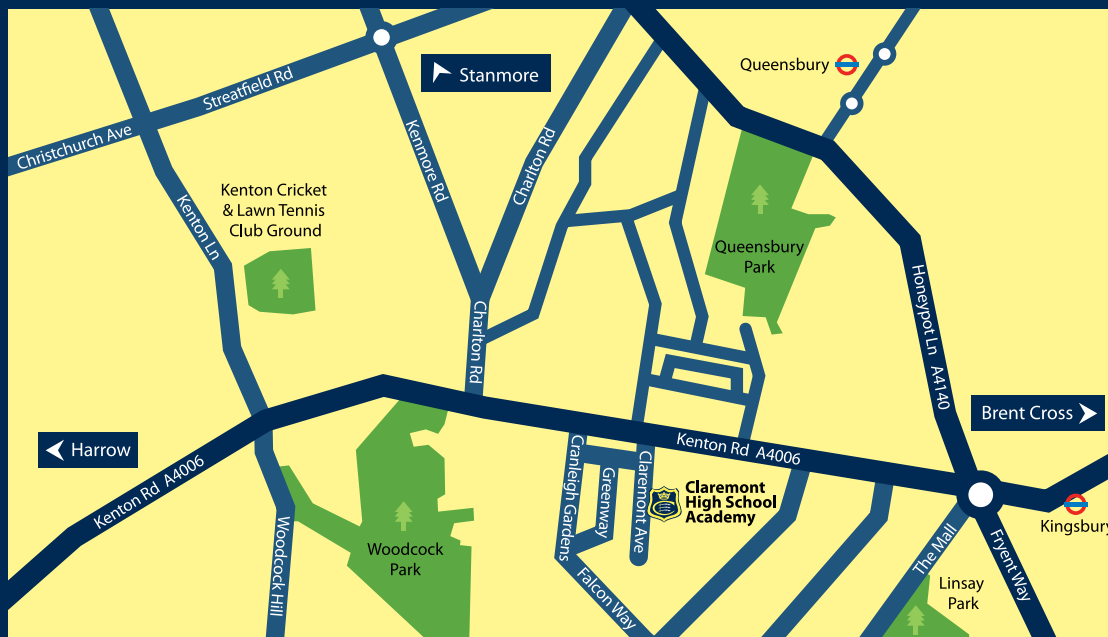 Christchurch Ave
Streatfield Rd
Stanmore
Queensbury
Kenmore Rd
Charlton Rd
Kenton Cricket
& Lawn Tennis
Club Ground
Kenton Ln
Queensbury
Park
Honeypot Ln A4140
Charlton Rd
Brent Cross
Harrow
Kenton Rd A4006
Kenton Rd A4006
Cranleigh Gardens
Greenway
Claremont Ave
Claremont
High School
Academy
Kingsbury
Woodcock Hill
Woodcock
Park
Falcon Way
The Mall
Fryent Way
Linsay
Park